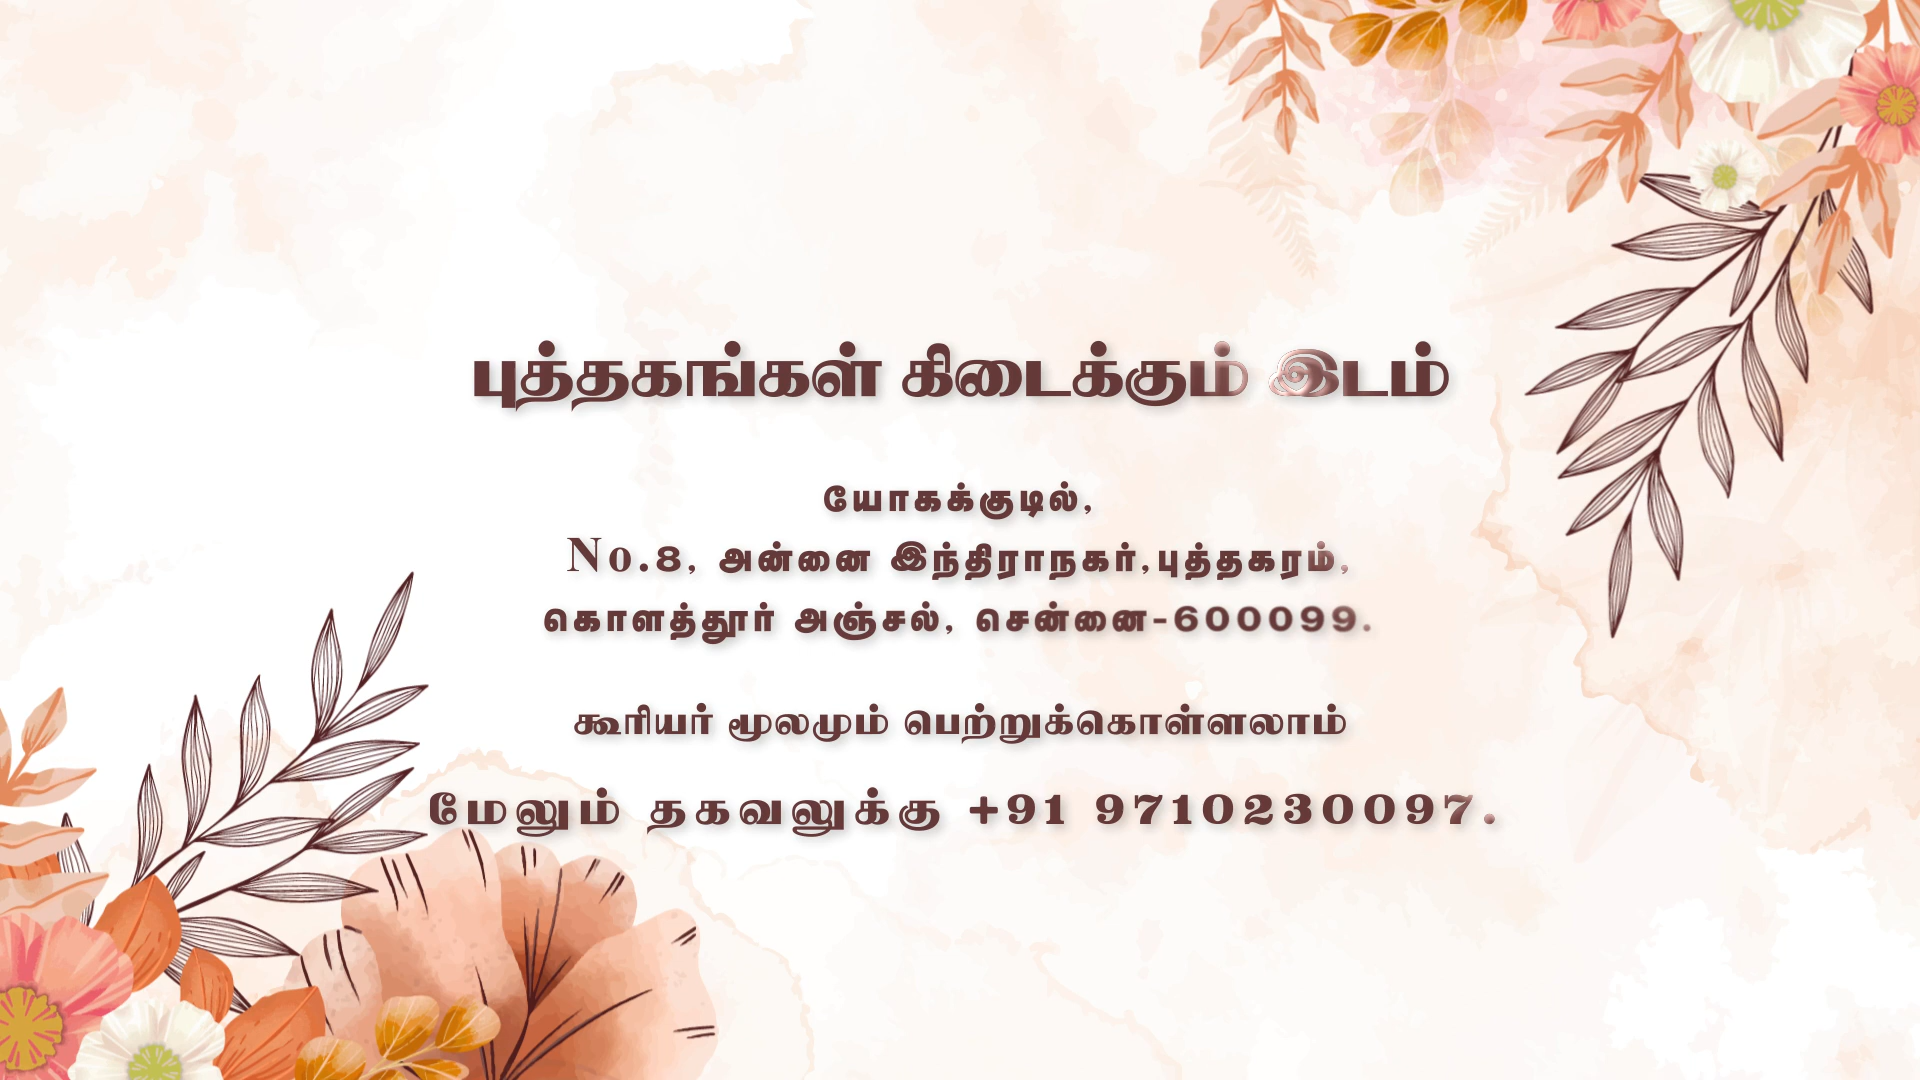 புத்தகங்கள் கிடைக்கும் இடம்
யோகக்குடில்,
No.8, அன்னை இந்திராநகர்,புத்தகரம்,
கொளத்தூர் அஞ்சல், சென்னை-600099.
கூரியர் மூலமும் பெற்றுக்கொள்ளலாம்
மேலும் தகவலுக்கு +91 9710230097.